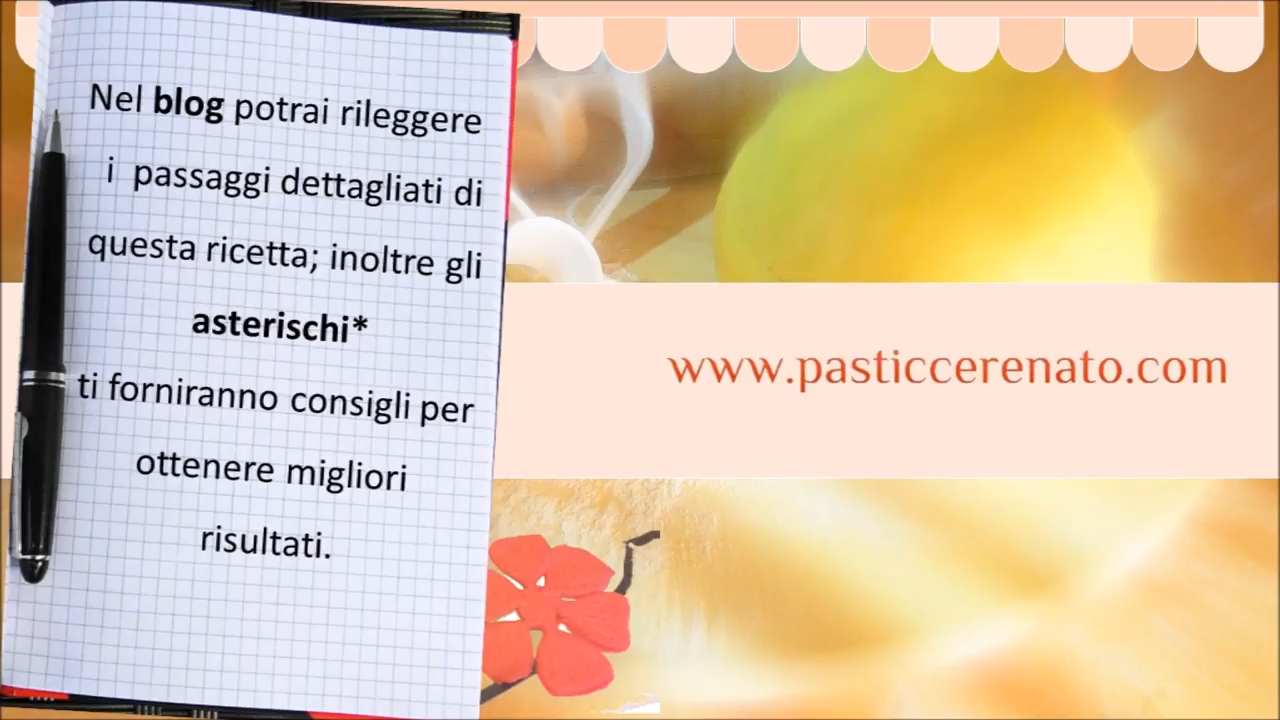 Nel blog potrai rileggere
i passaggi dettagliati di
questa ricetta; inoltre gli
asterischi*
ti forniranno consigli per
ottenere migliori
risultati.
www.pasticcerenato.com